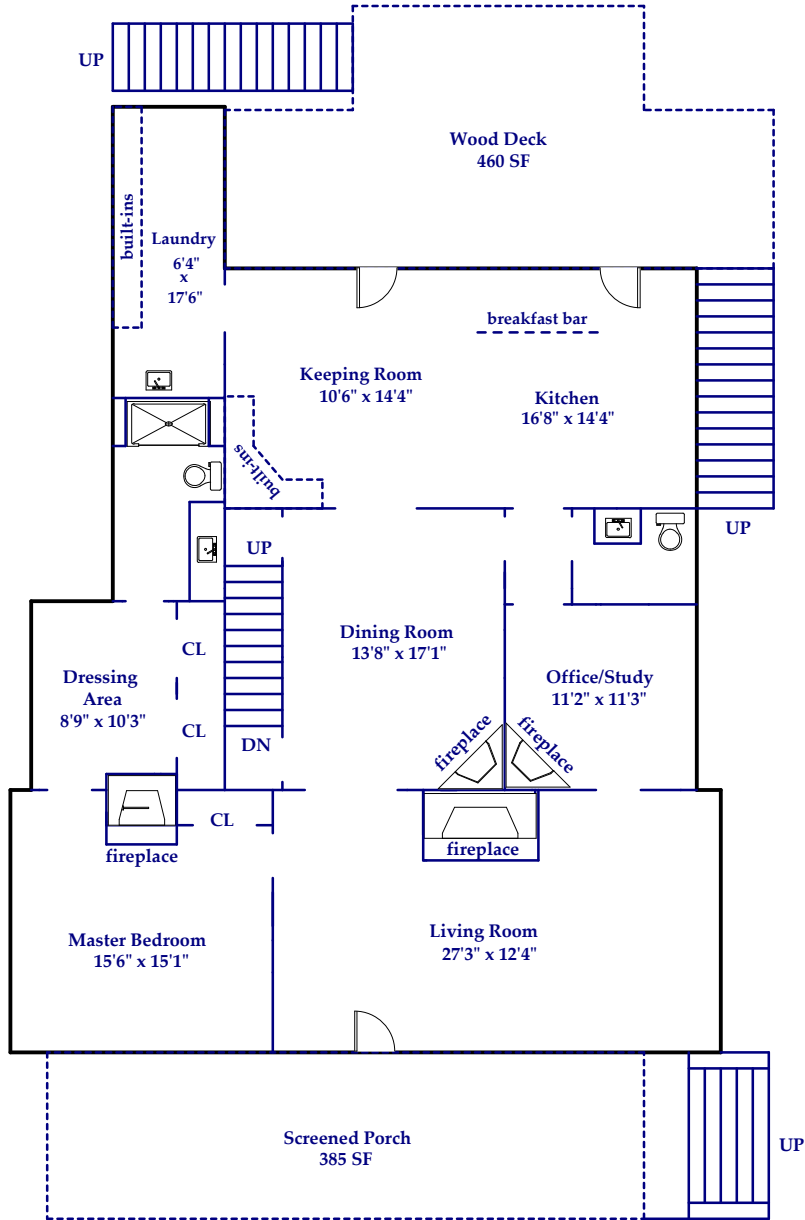 UP
Wood Deck
460 SF
built-ins
Laundry
6'4"
x
17'6"
breakfast bar
Keeping Room
10'6" x 14'4"
Kitchen
16'8" x 14'4"
built-ins
UP
UP
Dining Room
13'8" x 17'1"
CL
Dressing
Area
8'9" x 10'3"
Office/Study
11'2" x 11'3"
CL
DN
fireplace
fireplace
CL
fireplace
fireplace
Master Bedroom
15'6" x 15'1"
Living Room
27'3" x 12'4"
Screened Porch
385 SF
UP